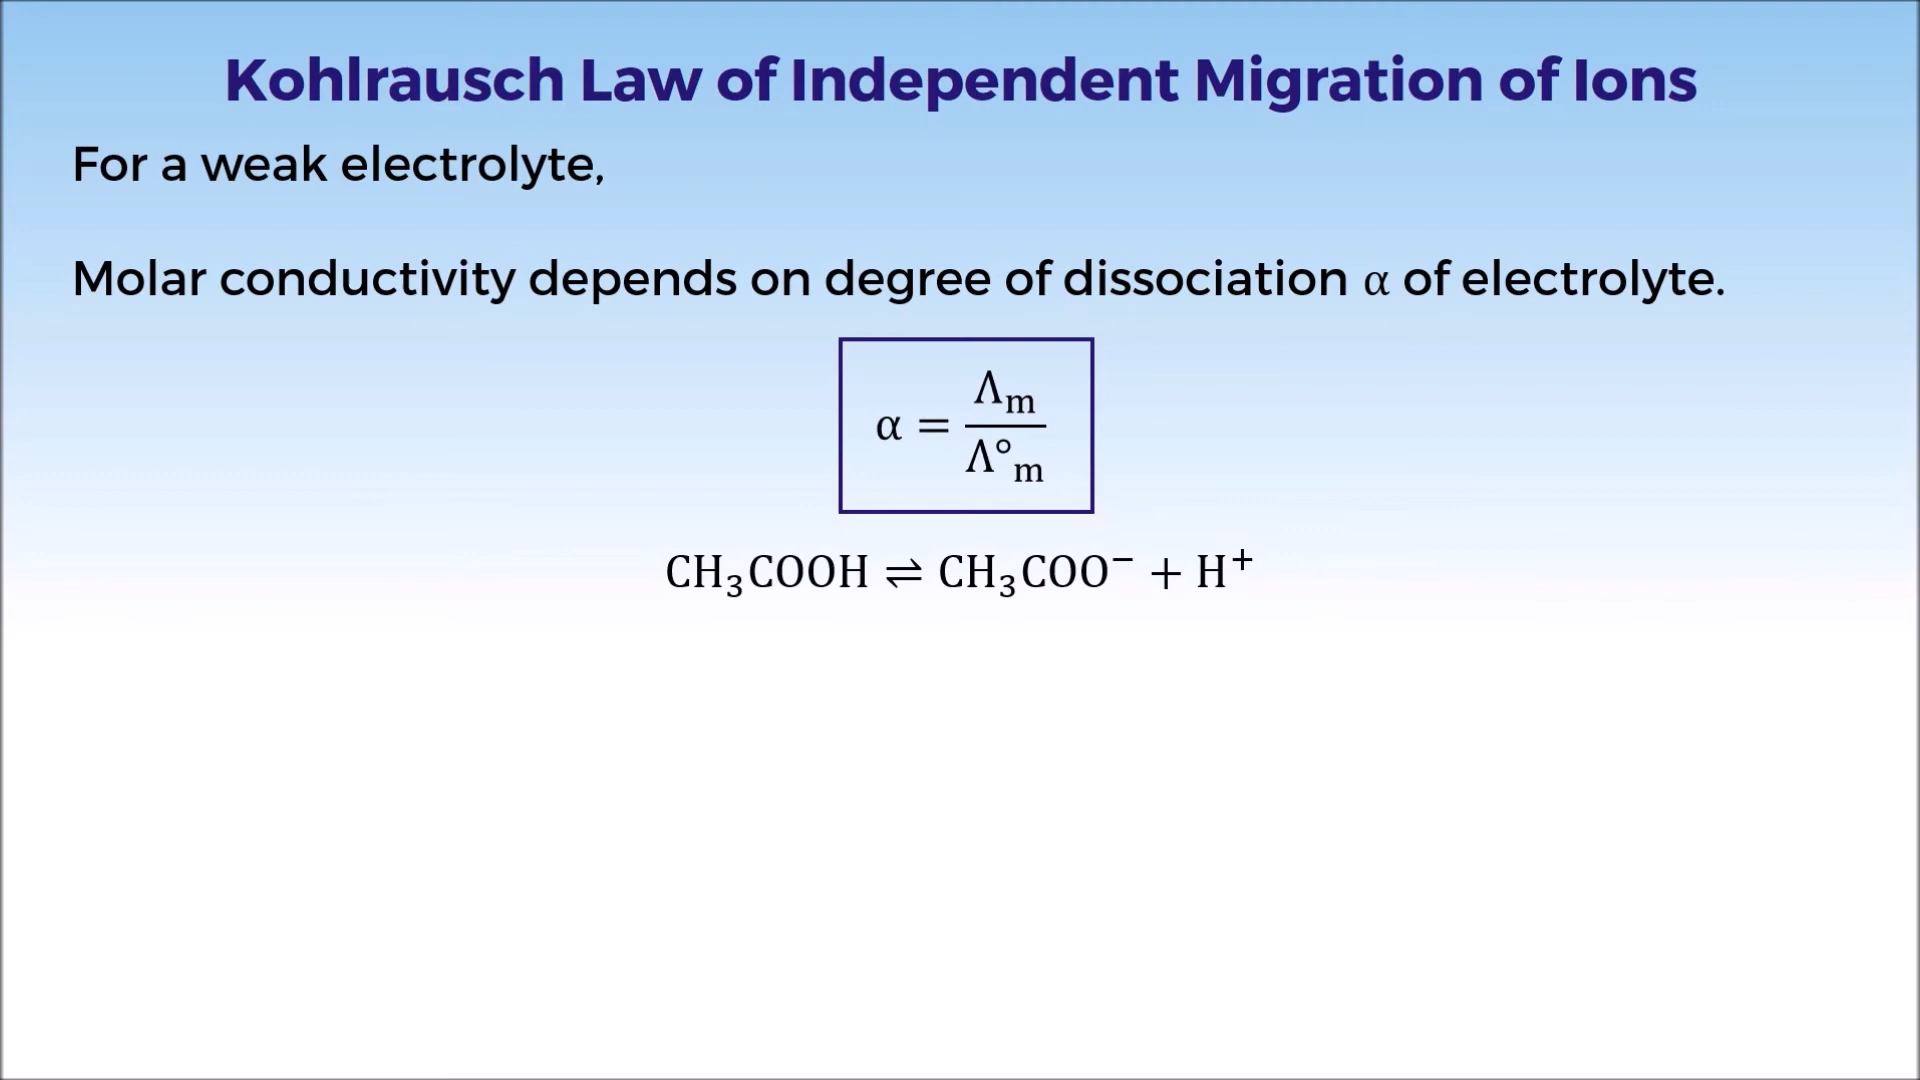 Kohlrausch Law of Independent Migration of Ions
For a weak electrolyte,
Molar conductivity depends on degree of dissociation α of electrolyte.
α = Λₘ / Λ°ₘ
CH₃COOH ⇌ CH₃COO⁻ + H⁺